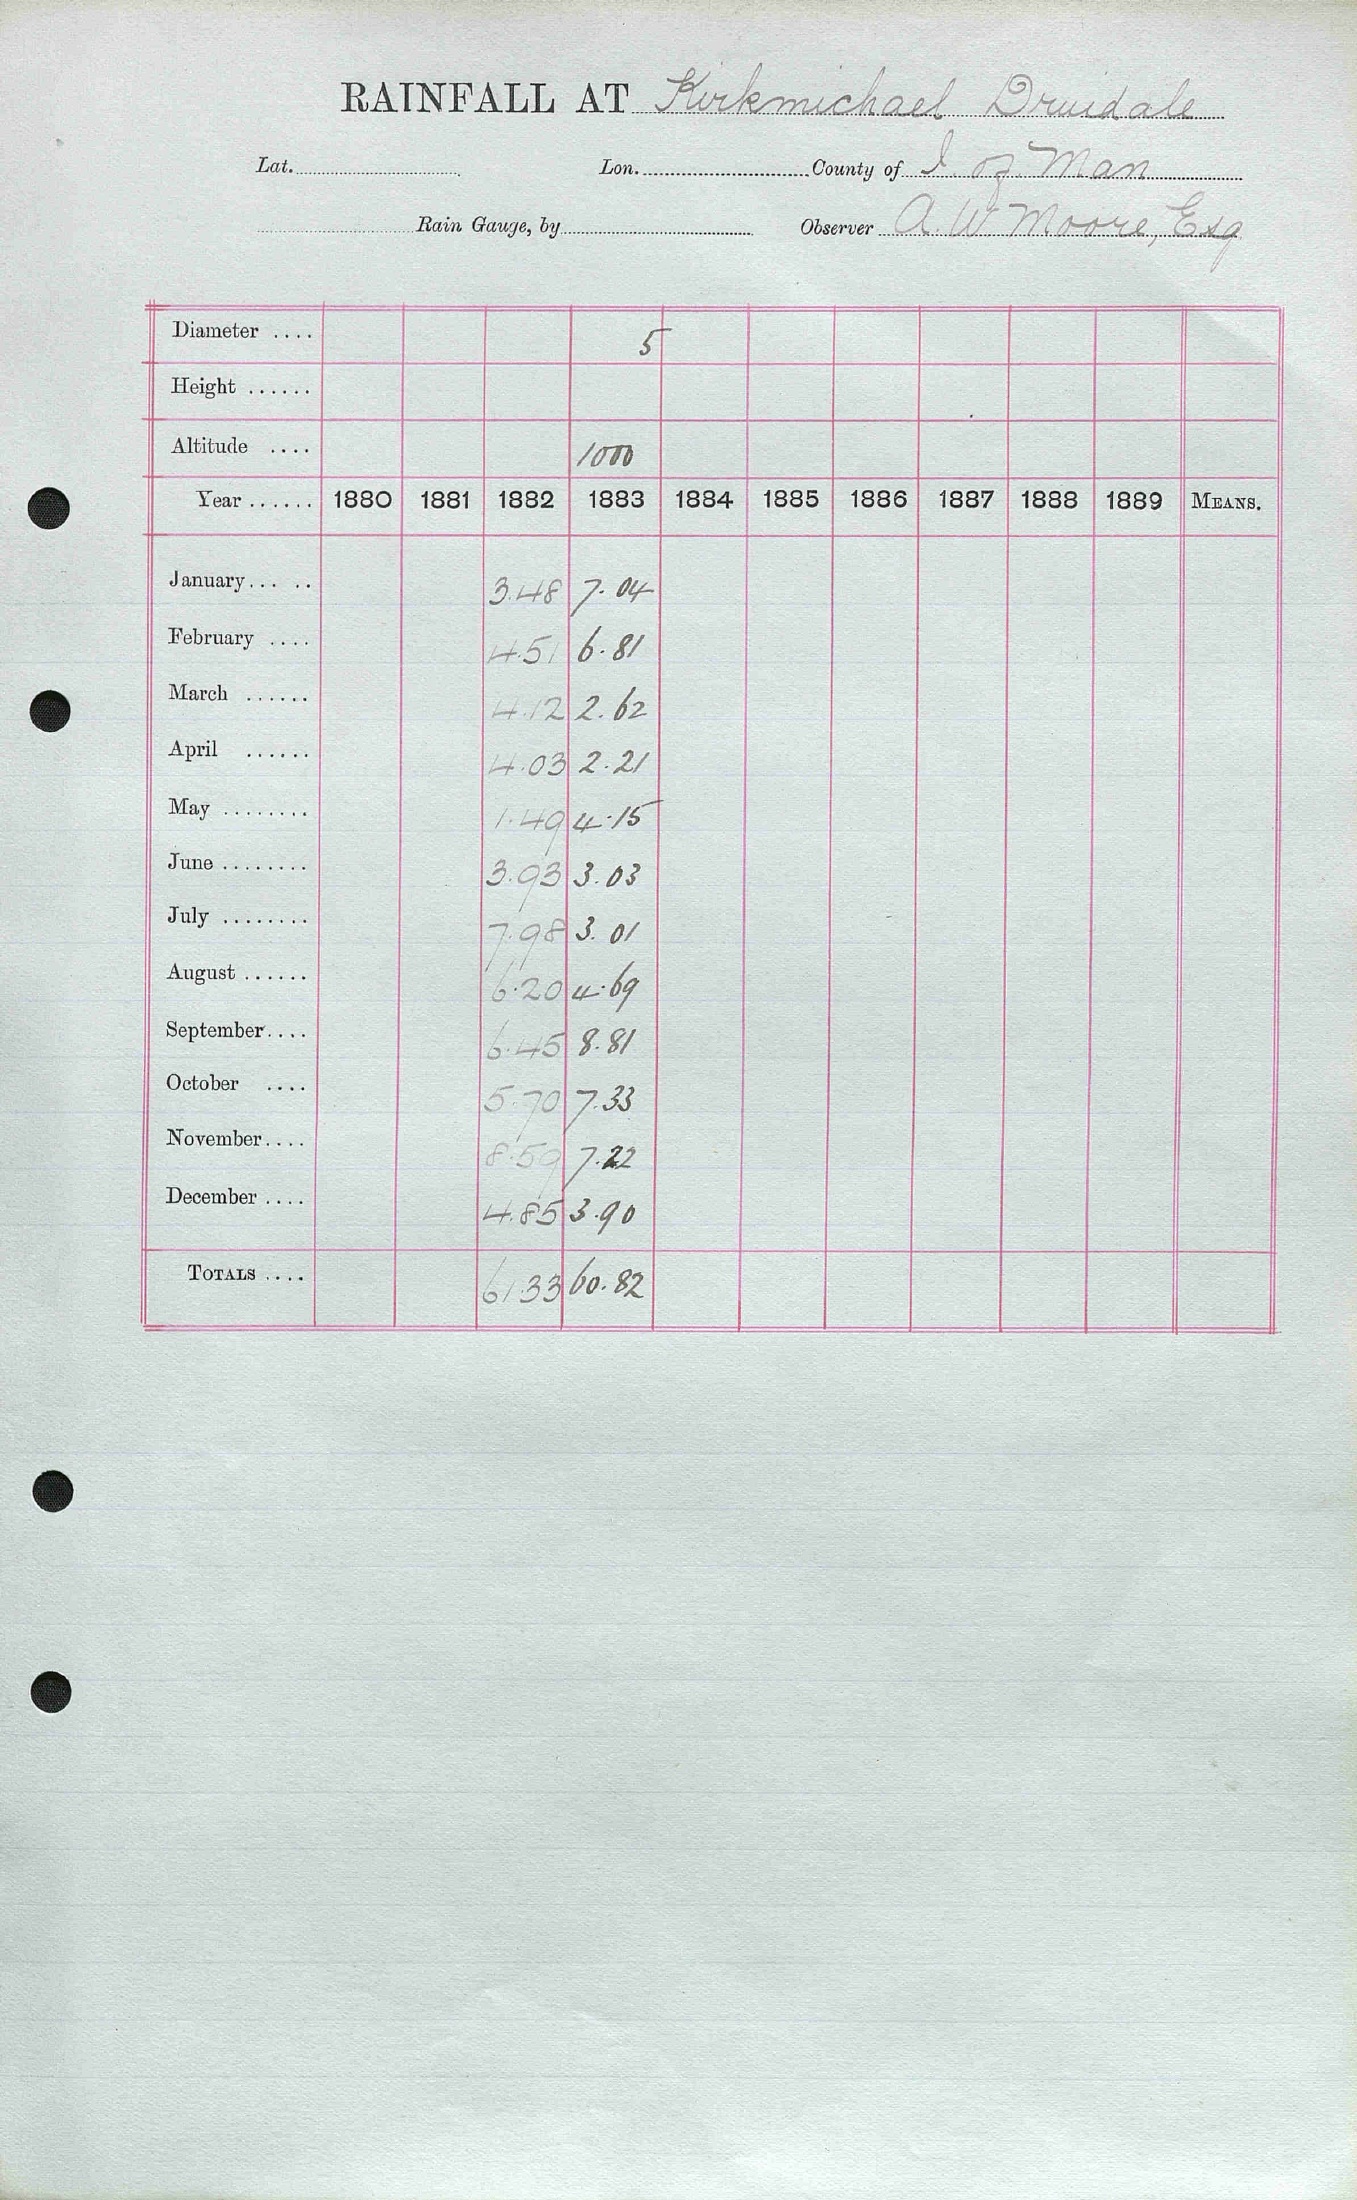 RAINFALL AT Kirkmichael Druidale
Lat. Lon. County of I. of Man
Rain Gauge, by Observer A. W Moore, Esq
Diameter .... 5
Height ......
Altitude .... 1000
Year ...... 1880 1881 1882 1883 1884 1885 1886 1887 1888 1889 MEANS.
January... .. 3.48 7.04
February .... 4.51 6.81
March ...... 4.12 2.62
April ...... 4.03 2.21
May ........ 1.49 4.15
June ........ 3.93 3.03
July ........ 7.98 3.01
August ...... 6.20 4.69
September.... 6.45 8.81
October .... 5.70 7.33
November.... 8.59 7.22
December .... 4.85 3.90
TOTALS .... 61.33 60.82